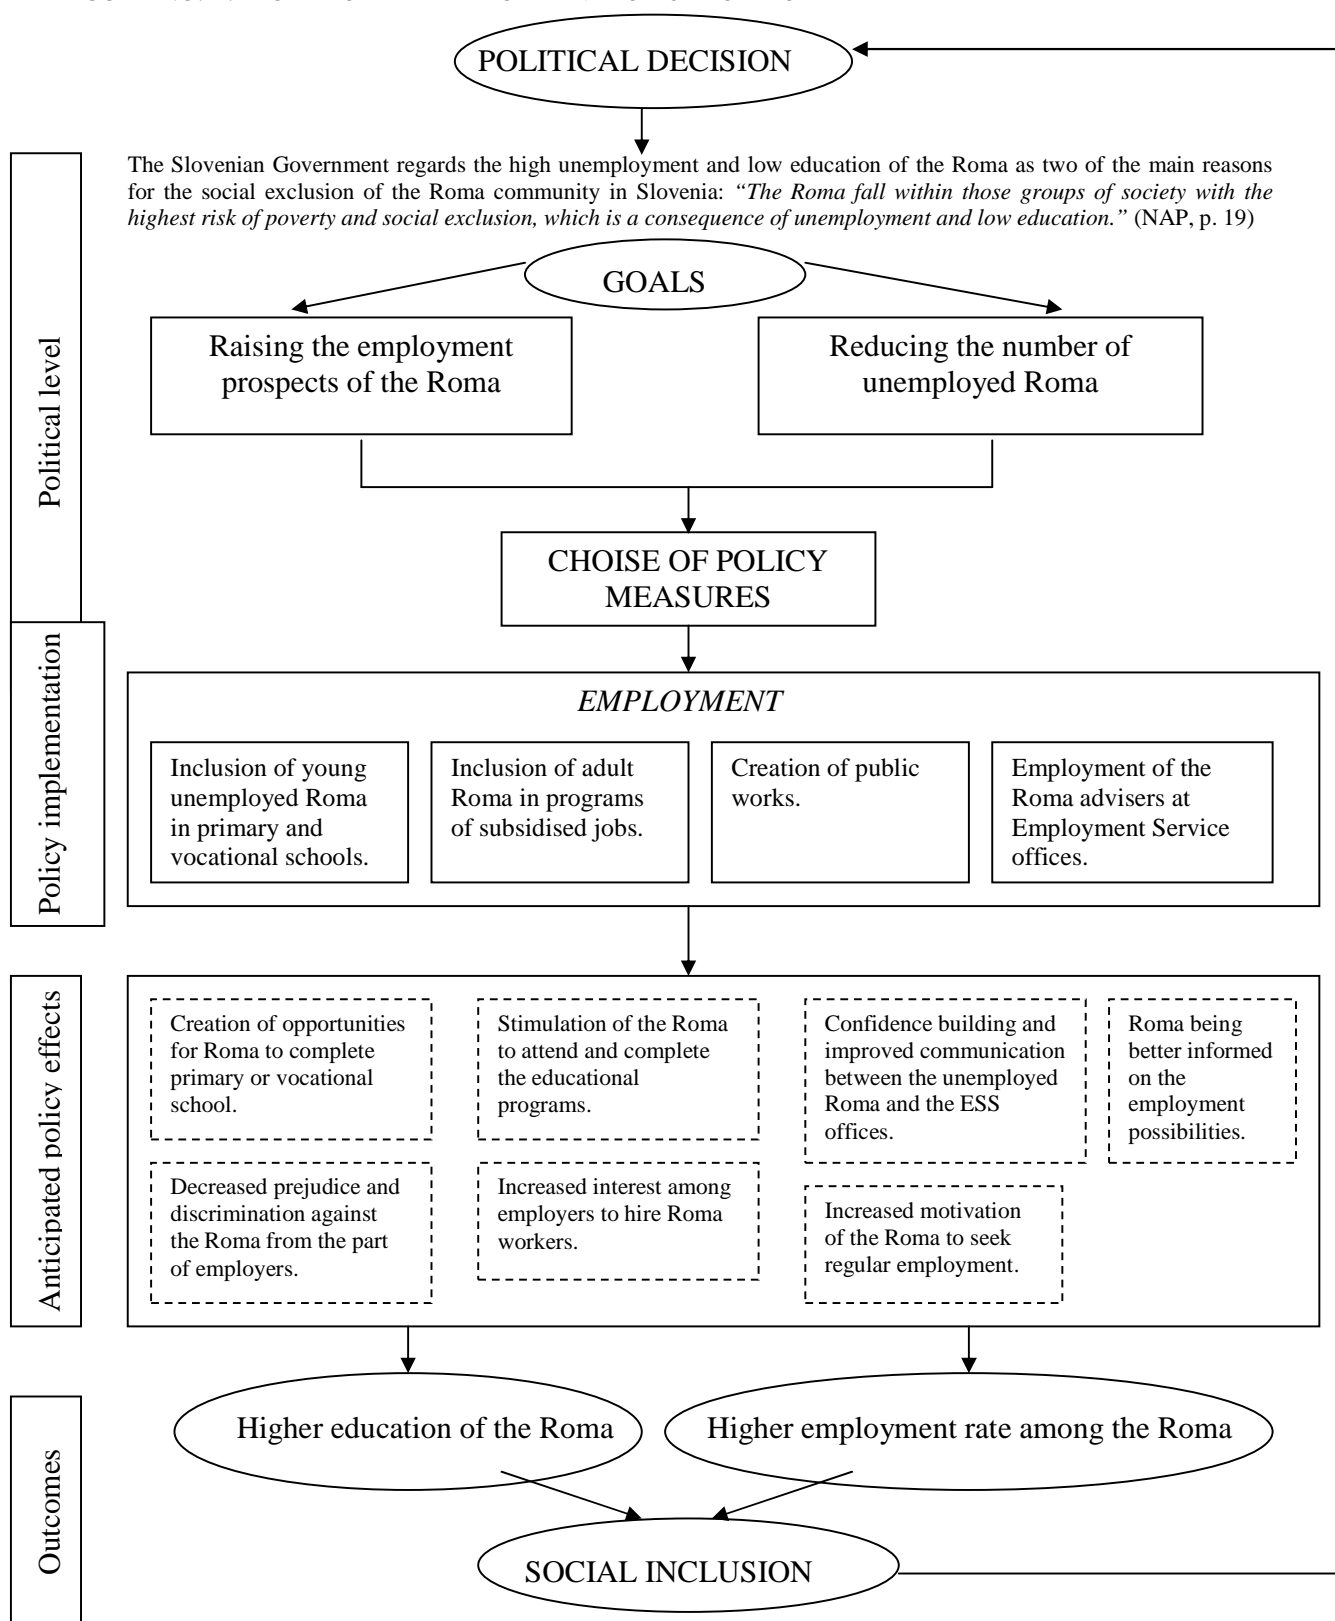 POLITICAL DECISION
The Slovenian Government regards the high unemployment and low education of the Roma as two of the main reasons
for the social exclusion of the Roma community in Slovenia: “The Roma fall within those groups of society with the
highest risk of poverty and social exclusion, which is a consequence of unemployment and low education.” (NAP, p. 19)
GOALS
Raising the employment
prospects of the Roma
Reducing the number of
unemployed Roma
Political level
CHOISE OF POLICY
MEASURES
Policy implementation
EMPLOYMENT
Inclusion of young
unemployed Roma
in primary and
vocational schools.
Inclusion of adult
Roma in programs
of subsidised jobs.
Creation of public
works.
Employment of the
Roma advisers at
Employment Service
offices.
Anticipated policy effects
Creation of opportunities
for Roma to complete
primary or vocational
school.
Stimulation of the Roma
to attend and complete
the educational
programs.
Confidence building and
improved communication
between the unemployed
Roma and the ESS
offices.
Roma being
better informed
on the
employment
possibilities.
Decreased prejudice and
discrimination against
the Roma from the part
of employers.
Increased interest among
employers to hire Roma
workers.
Increased motivation
of the Roma to seek
regular employment.
Outcomes
Higher education of the Roma
Higher employment rate among the Roma
SOCIAL INCLUSION